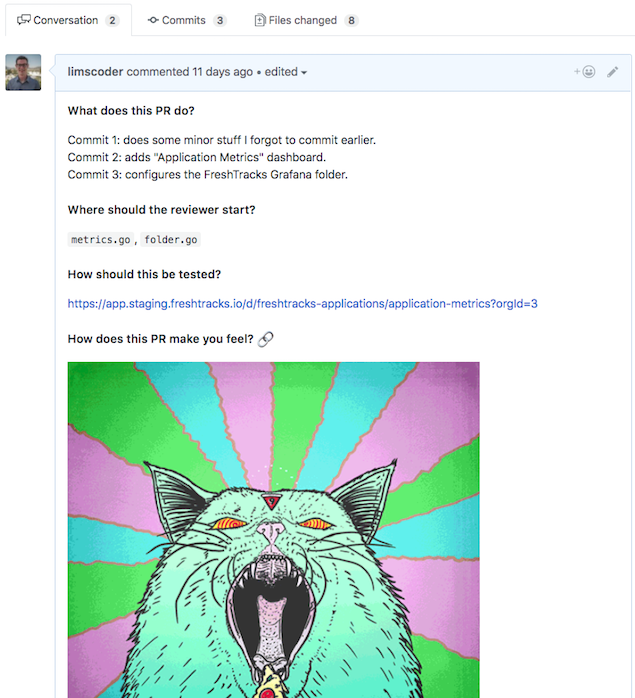 Conversation 2 Commits 3 Files changed 8
limscoder commented 11 days ago • edited
What does this PR do?
Commit 1: does some minor stuff I forgot to commit earlier.
Commit 2: adds "Application Metrics" dashboard.
Commit 3: configures the FreshTracks Grafana folder.
Where should the reviewer start?
metrics.go , folder.go
How should this be tested?
https://app.staging.freshtracks.io/d/freshtracks-applications/application-metrics?orgId=3
How does this PR make you feel?